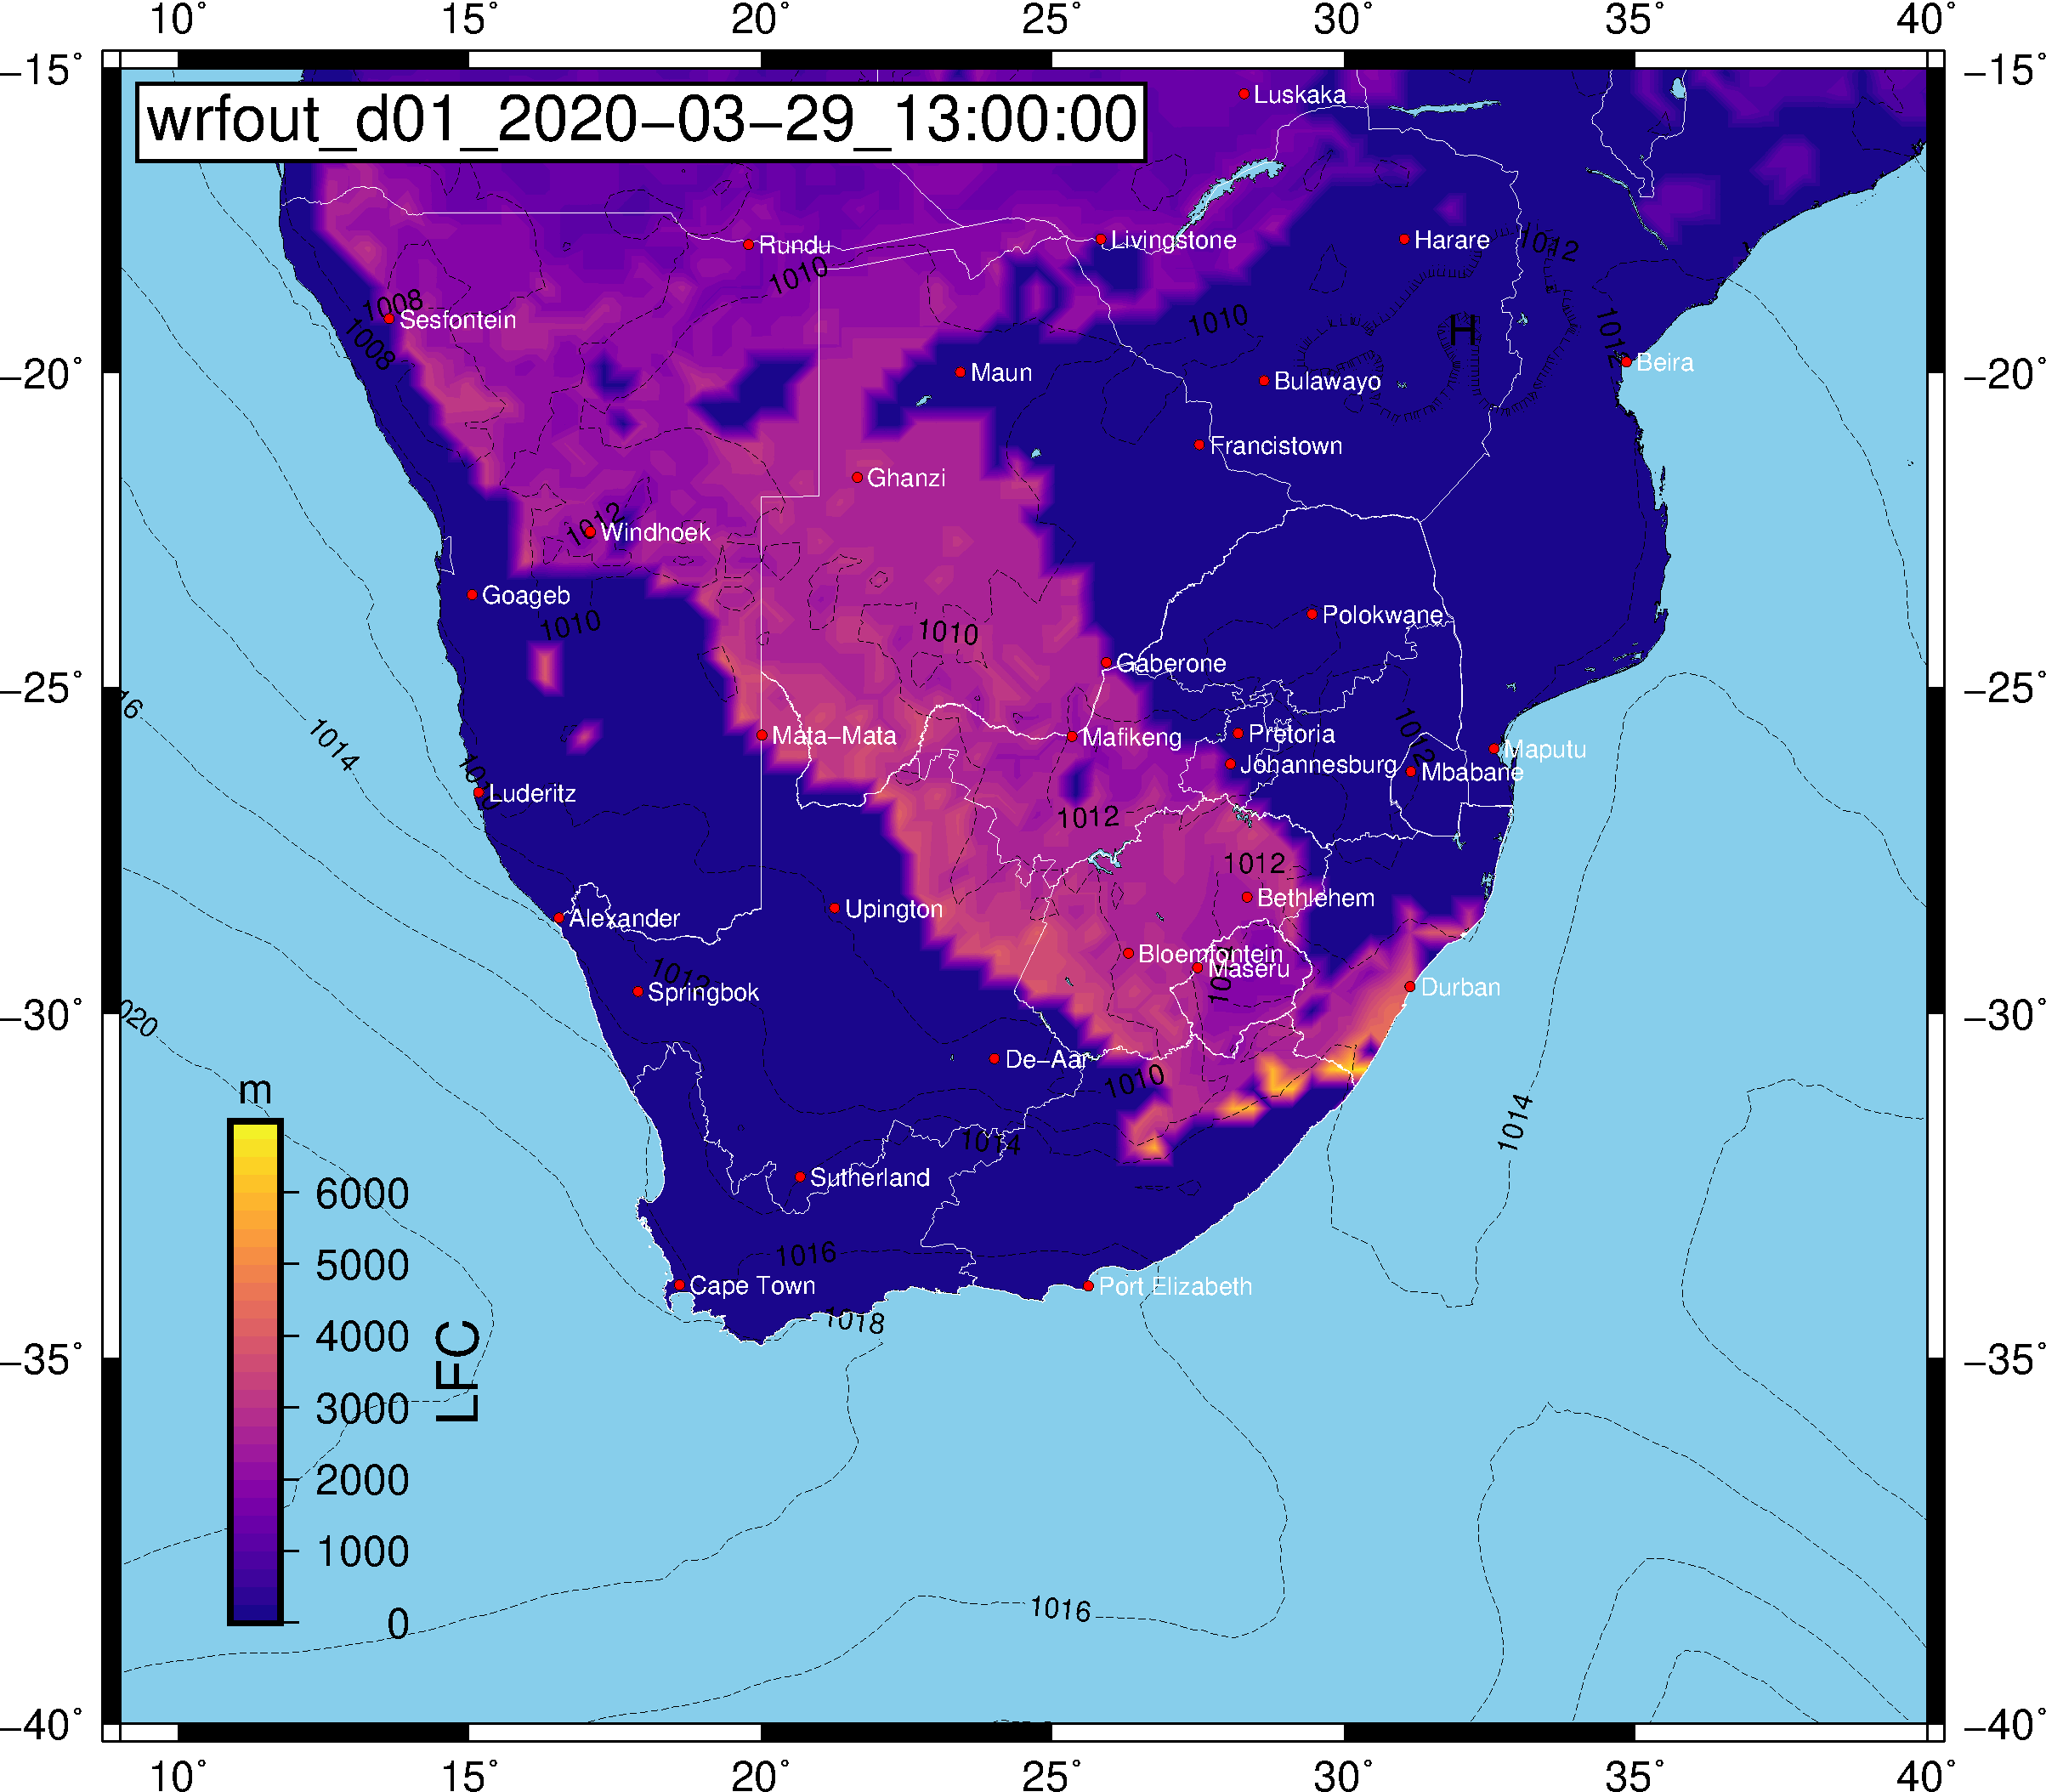 10° 15° 20° 25° 30° 35° 40°
−15° −15°
wrfout_d01_2020−03−29_13:00:00
Luskaka
Rundu
Livingstone
Harare
1012
1010
1008
Sesfontein
1008
1010
H
1012
Beira
−20° −20°
Maun
Bulawayo
Francistown
Ghanzi
1012
Windhoek
Goageb
1010
1010
Polokwane
Gaberone
−25° −25°
16
1014
Mata−Mata
Mafikeng
Pretoria
1012
Maputu
Johannesburg
Mbabane
Luderitz
1012
1012
Bethlehem
Alexander
Upington
Bloemfontein
Maseru
1012
Springbok
Durban
−30° −30°
020
De−Aar
1010
m
1014
1014
Sutherland
6000
1016
5000
Cape Town
Port Elizabeth
1018
4000
−35° −35°
LFC
3000
2000
1000
1016
0
−40° −40°
10° 15° 20° 25° 30° 35° 40°